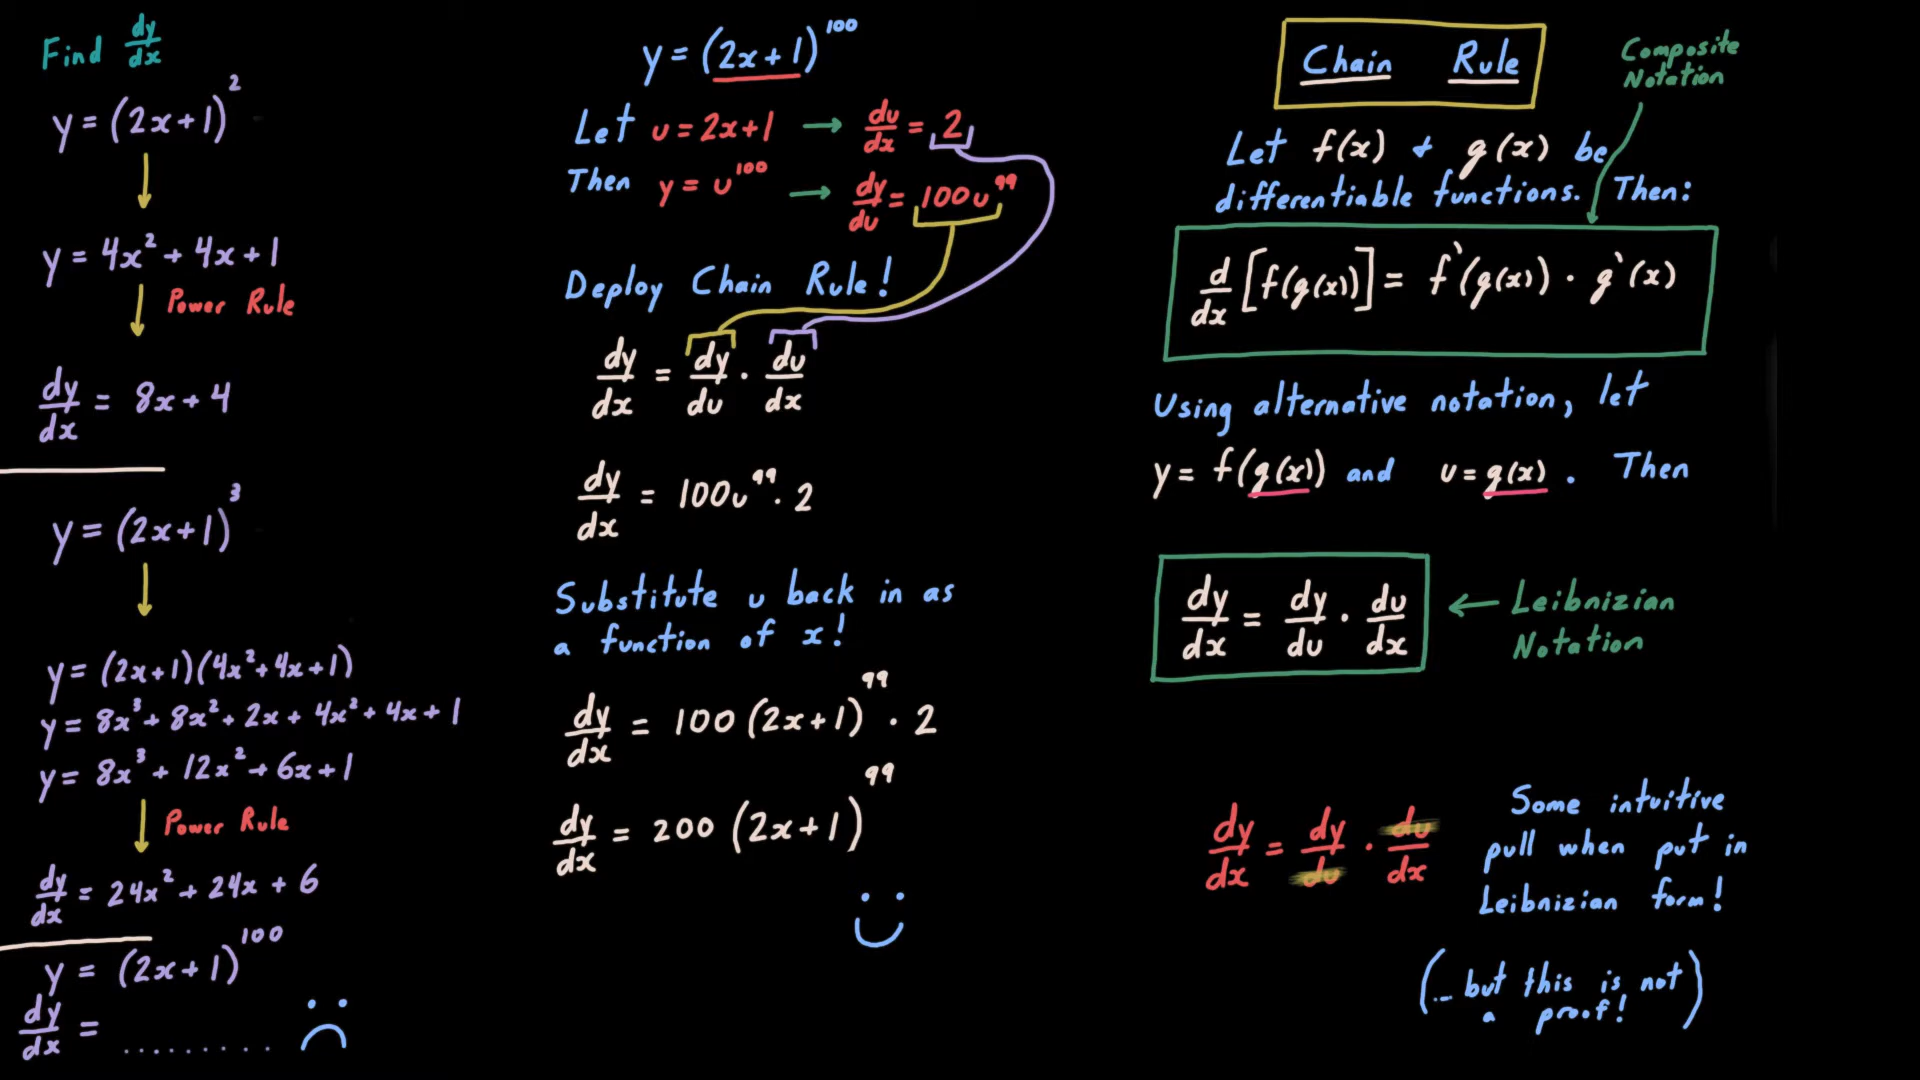 Find dy/dx
y = (2x+1)²
y = 4x² + 4x + 1
Power Rule
dy/dx = 8x + 4
y = (2x+1)³
y = (2x+1)(4x² + 4x + 1)
y = 8x³ + 8x² + 2x + 4x² + 4x + 1
y = 8x³ + 12x² + 6x + 1
Power Rule
dy/dx = 24x² + 24x + 6
y = (2x+1)¹⁰⁰
dy/dx = .........
y = (2x+1)¹⁰⁰
Let u = 2x+1 → du/dx = 2
Then y = u¹⁰⁰ → dy/du = 100u⁹⁹
Deploy Chain Rule!
dy/dx = dy/du · du/dx
dy/dx = 100u⁹⁹ · 2
Substitute u back in as
a function of x!
dy/dx = 100(2x+1)⁹⁹ · 2
dy/dx = 200(2x+1)⁹⁹
Chain Rule
Composite
Notation
Let f(x) & g(x) be
differentiable functions. Then:
d/dx [f(g(x))] = f`(g(x)) · g`(x)
Using alternative notation, let
y = f(g(x)) and u = g(x). Then
dy/dx = dy/du · du/dx
← Leibnizian
Notation
dy/dx = dy/du · du/dx
Some intuitive
pull when put in
Leibnizian form!
(... but this is not
a proof!)